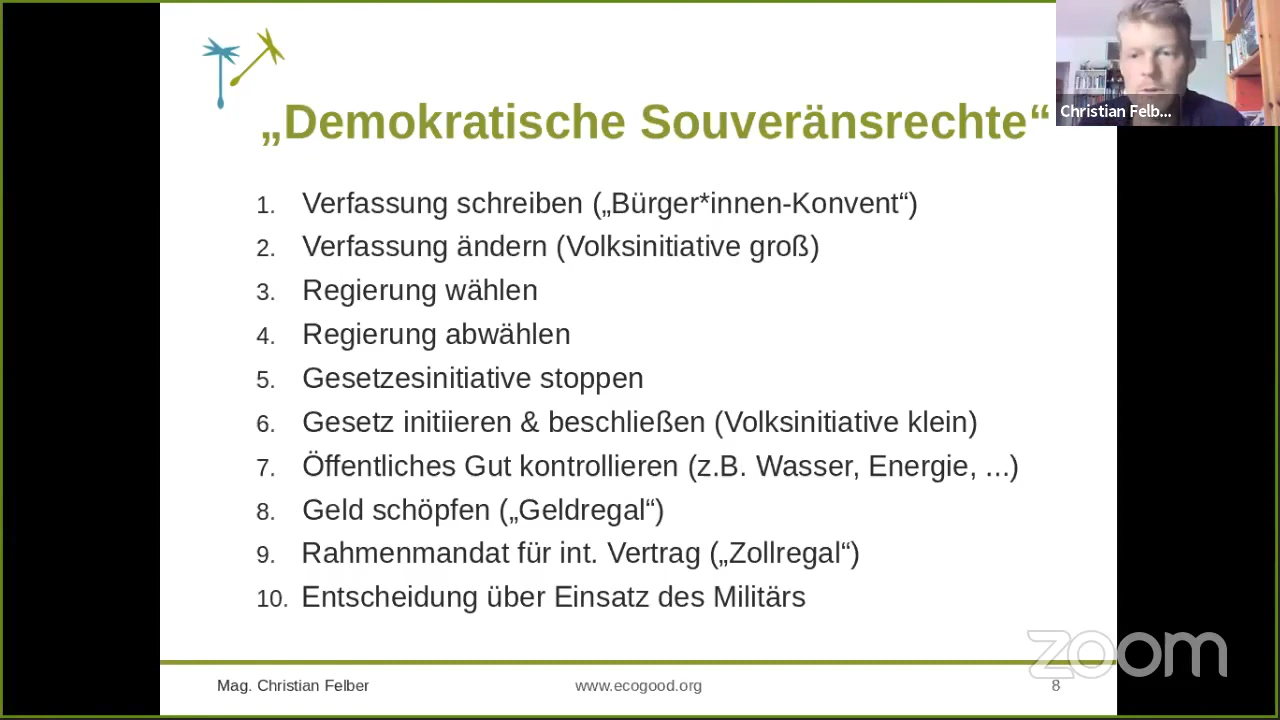 „Demokratische Souveränsrechte“
Christian Felb...
1. Verfassung schreiben („Bürger*innen-Konvent“)
2. Verfassung ändern (Volksinitiative groß)
3. Regierung wählen
4. Regierung abwählen
5. Gesetzesinitiative stoppen
6. Gesetz initiieren & beschließen (Volksinitiative klein)
7. Öffentliches Gut kontrollieren (z.B. Wasser, Energie, ...)
8. Geld schöpfen („Geldregal“)
9. Rahmenmandat für int. Vertrag („Zollregal“)
10. Entscheidung über Einsatz des Militärs
zoom
Mag. Christian Felber www.ecogood.org 8